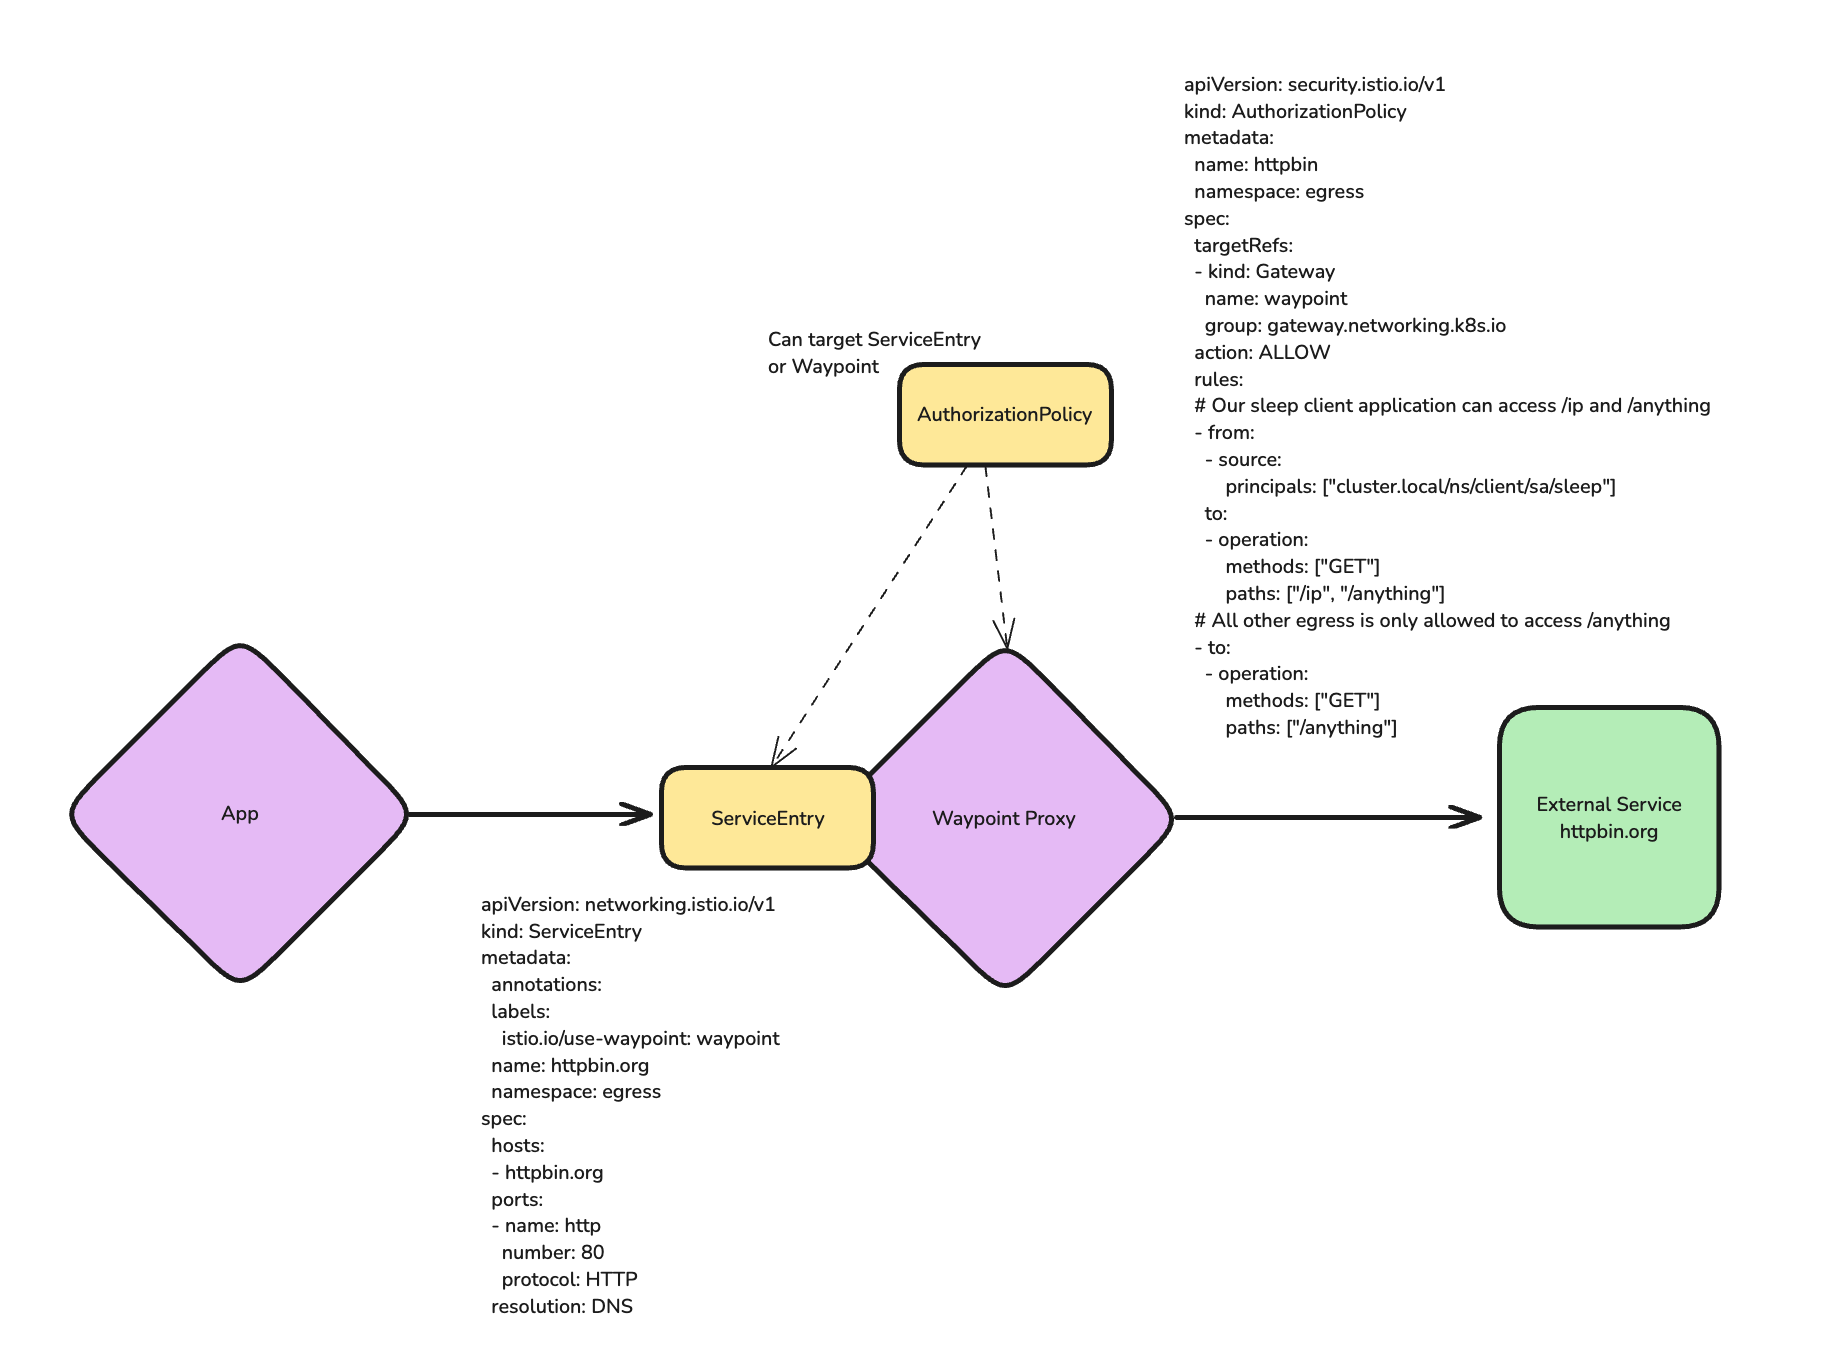 apiVersion: security.istio.io/v1
kind: AuthorizationPolicy
metadata:
  name: httpbin
  namespace: egress
spec:
  targetRefs:
  - kind: Gateway
    name: waypoint
    group: gateway.networking.k8s.io
  action: ALLOW
  rules:
  # Our sleep client application can access /ip and /anything
  - from:
    - source:
        principals: ["cluster.local/ns/client/sa/sleep"]
    to:
    - operation:
        methods: ["GET"]
        paths: ["/ip", "/anything"]
  # All other egress is only allowed to access /anything
  - to:
    - operation:
        methods: ["GET"]
        paths: ["/anything"]
Can target ServiceEntry
or Waypoint
AuthorizationPolicy
App
ServiceEntry
Waypoint Proxy
External Service
httpbin.org
apiVersion: networking.istio.io/v1
kind: ServiceEntry
metadata:
  annotations:
  labels:
    istio.io/use-waypoint: waypoint
  name: httpbin.org
  namespace: egress
spec:
  hosts:
  - httpbin.org
  ports:
  - name: http
    number: 80
    protocol: HTTP
  resolution: DNS